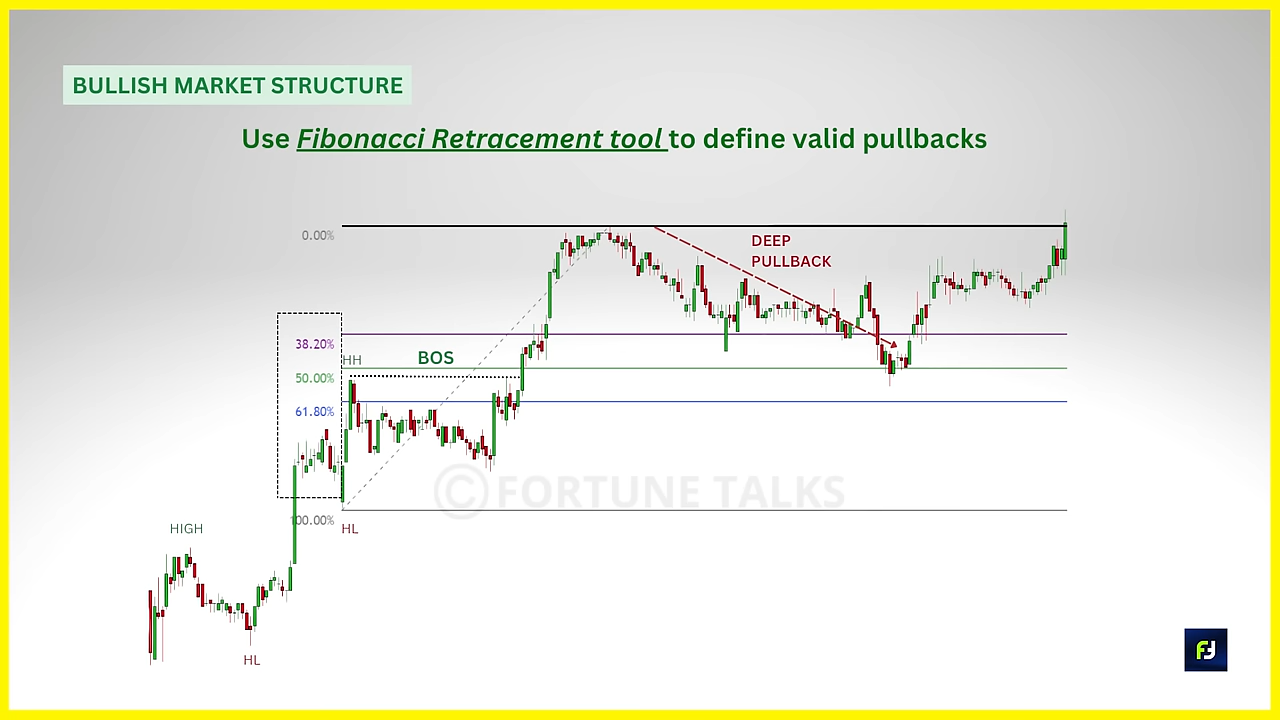 BULLISH MARKET STRUCTURE
Use Fibonacci Retracement tool to define valid pullbacks
0.00%
DEEP
PULLBACK
38.20%
HH
BOS
50.00%
61.80%
© FORTUNE TALKS
100.00%
HIGH
HL
HL